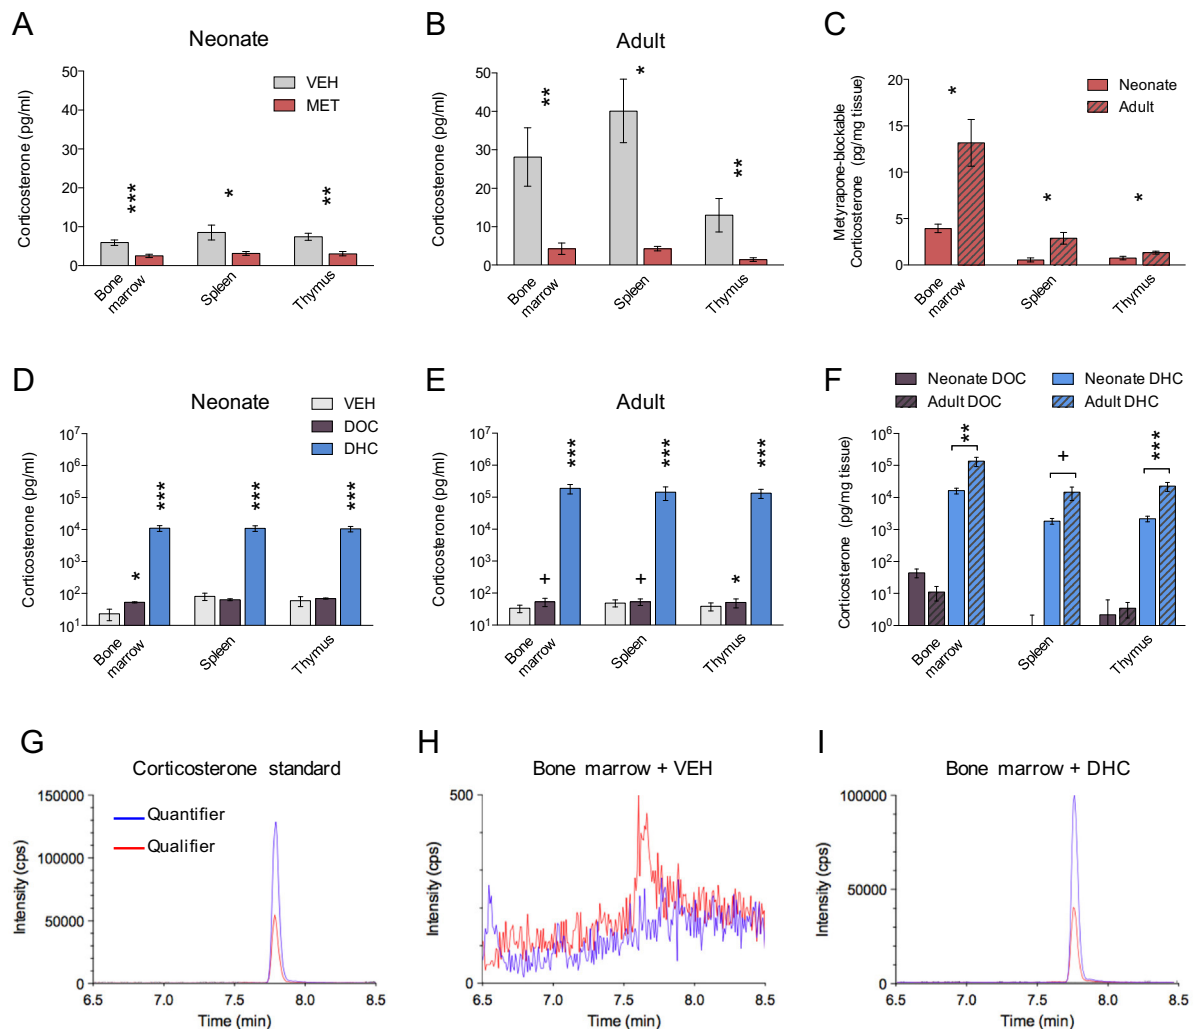 A
Neonate
Corticosterone (pg/ml)
50
40
30
20
10
0
VEH
MET
***
*
**
Bone
marrow
Spleen
Thymus
B
Adult
Corticosterone (pg/ml)
50
40
30
20
10
0
**
*
**
Bone
marrow
Spleen
Thymus
C
Metyrapone-blockable
Corticosterone (pg/mg tissue)
20
15
10
5
0
Neonate
Adult
*
*
*
Bone
marrow
Spleen
Thymus
D
Neonate
VEH
DOC
DHC
Corticosterone (pg/ml)
10⁷
10⁶
10⁵
10⁴
10³
10²
10¹
*
***
***
***
Bone
marrow
Spleen
Thymus
E
Adult
Corticosterone (pg/ml)
10⁷
10⁶
10⁵
10⁴
10³
10²
10¹
+
***
+
***
*
***
Bone
marrow
Spleen
Thymus
F
Neonate DOC
Neonate DHC
Adult DOC
Adult DHC
Corticosterone (pg/mg tissue)
10⁶
10⁵
10⁴
10³
10²
10¹
10⁰
**
+
***
Bone
marrow
Spleen
Thymus
G
Corticosterone standard
Intensity (cps)
150000
100000
50000
0
Quantifier
Qualifier
6.5 7.0 7.5 8.0 8.5
Time (min)
H
Bone marrow + VEH
Intensity (cps)
500
0
6.5 7.0 7.5 8.0 8.5
Time (min)
I
Bone marrow + DHC
Intensity (cps)
100000
50000
0
6.5 7.0 7.5 8.0 8.5
Time (min)